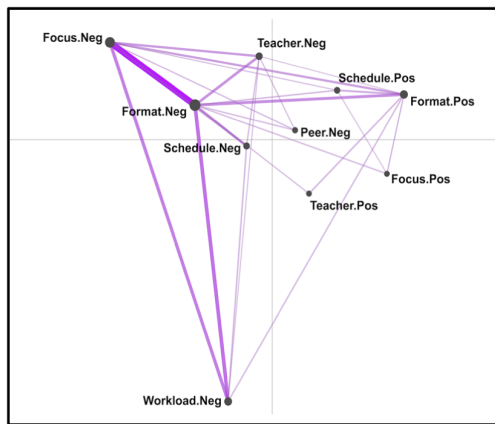 Focus.Neg
Teacher.Neg
Schedule.Pos
Format.Pos
Format.Neg
Peer.Neg
Schedule.Neg
Focus.Pos
Teacher.Pos
Workload.Neg